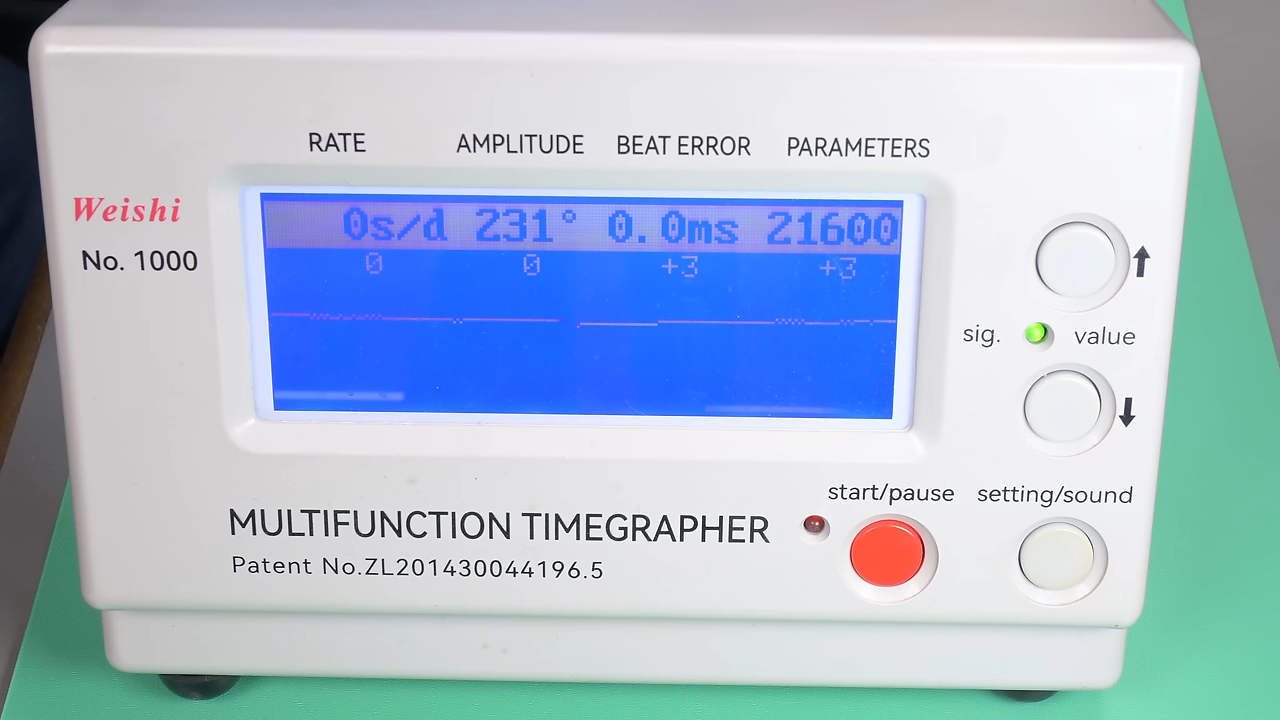 RATE AMPLITUDE BEAT ERROR PARAMETERS
Weishi
No. 1000
0s/d 231° 0.0ms 21600
0 0 +3 +3
sig. value
start/pause setting/sound
MULTIFUNCTION TIMEGRAPHER
Patent No.ZL201430044196.5